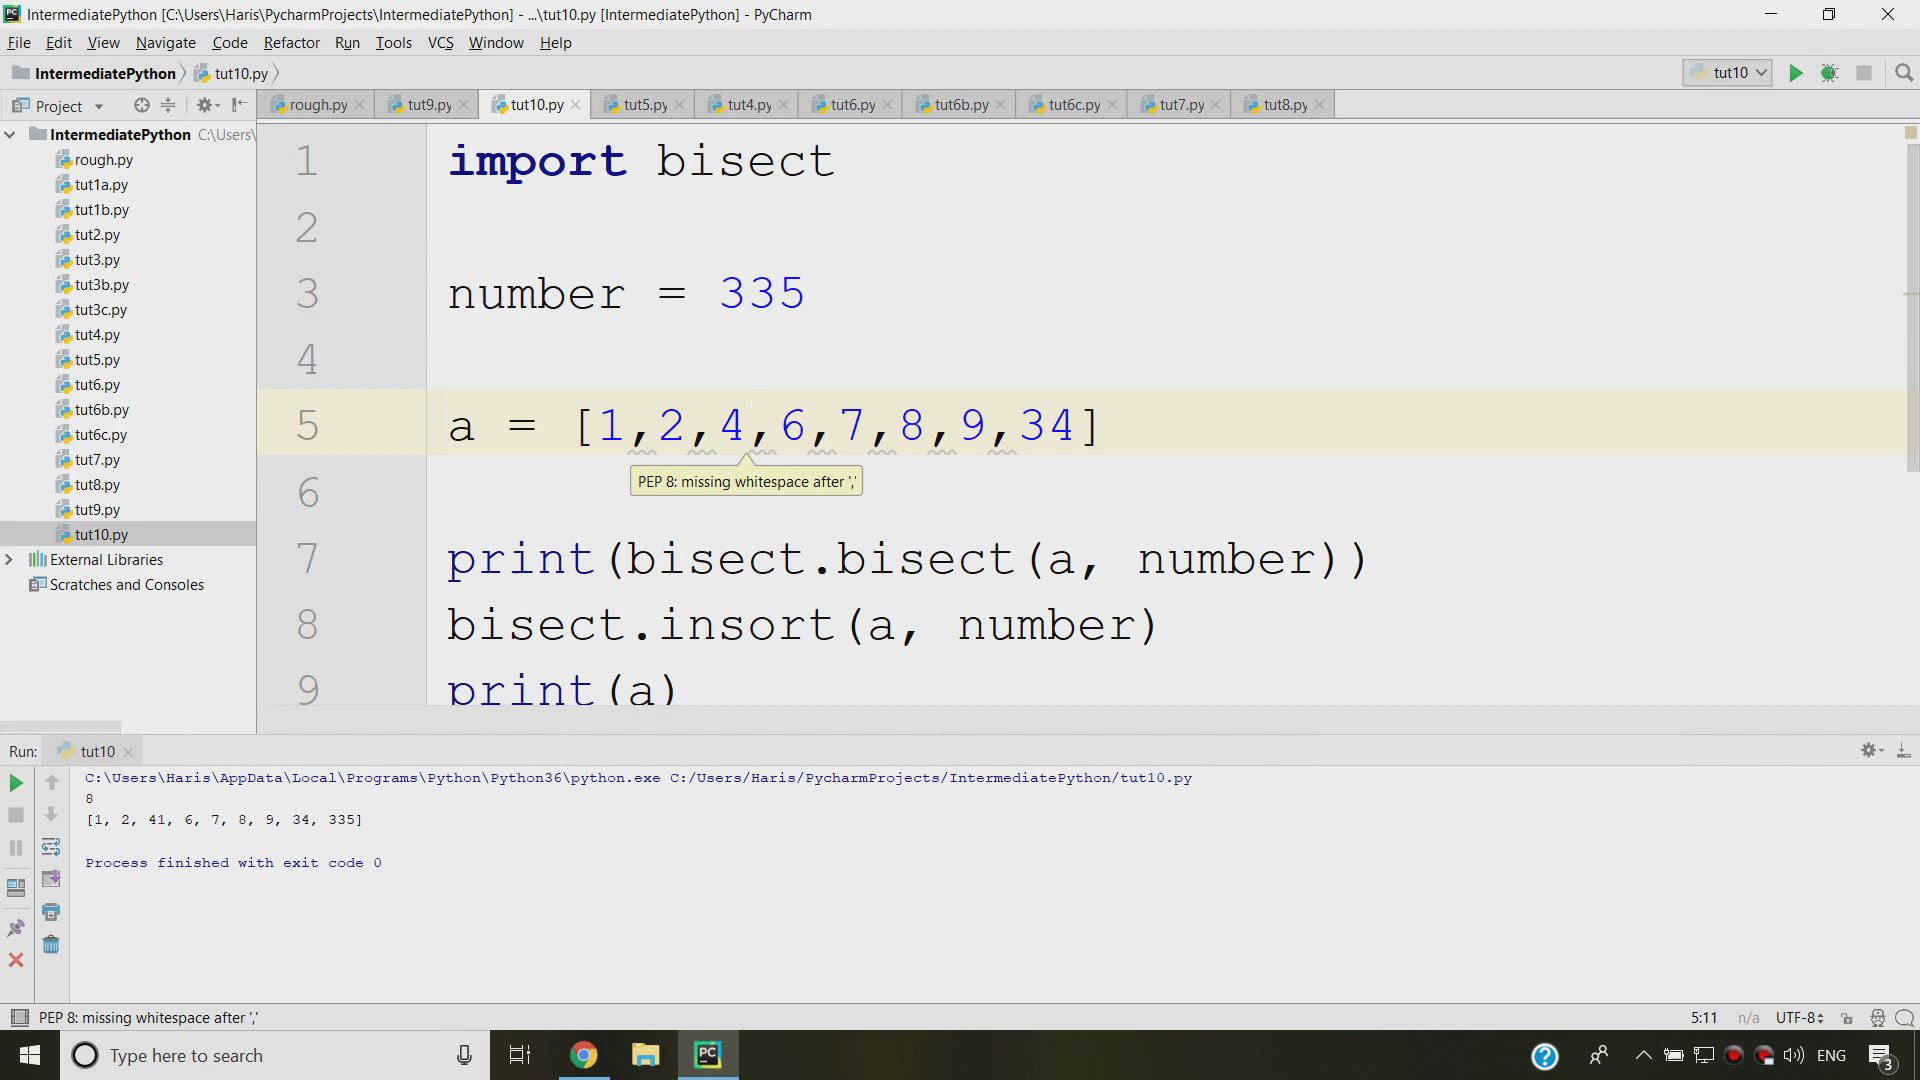 IntermediatePython [C:\Users\Haris\PycharmProjects\IntermediatePython] - ...\tut10.py [IntermediatePython] - PyCharm
File Edit View Navigate Code Refactor Run Tools VCS Window Help
IntermediatePython tut10.py tut10
Project rough.py tut9.py tut10.py tut5.py tut4.py tut6.py tut6b.py tut6c.py tut7.py tut8.py
IntermediatePython C:\Users\
rough.py
tut1a.py
tut1b.py
tut2.py
tut3.py
tut3b.py
tut3c.py
tut4.py
tut5.py
tut6.py
tut6b.py
tut6c.py
tut7.py
tut8.py
tut9.py
tut10.py
External Libraries
Scratches and Consoles
1 import bisect
2
3 number = 335
4
5 a = [1,2,4,6,7,8,9,34]
PEP 8: missing whitespace after ','
6
7 print(bisect.bisect(a, number))
8 bisect.insort(a, number)
9 print(a)
Run: tut10
C:\Users\Haris\AppData\Local\Programs\Python\Python36\python.exe C:/Users/Haris/PycharmProjects/IntermediatePython/tut10.py
8
[1, 2, 41, 6, 7, 8, 9, 34, 335]
Process finished with exit code 0
PEP 8: missing whitespace after ',' 5:11 n/a UTF-8
Type here to search PC ENG 3